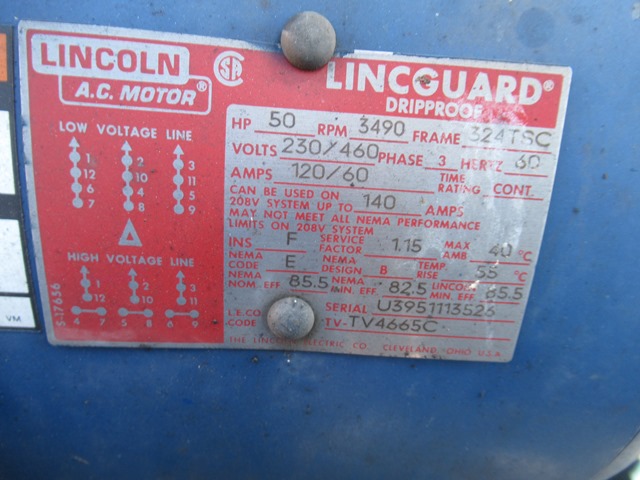 LINCOLN®
A.C. MOTOR®
LINCGUARD®
DRIPPROOF
LOW VOLTAGE LINE
1 2 3
12 10 11
6 4 5
7 8 9
HIGH VOLTAGE LINE
1 2 3
12 10 11
4 7 5 8 6 9
S-17636
HP 50 RPM 3490 FRAME 324TSC
VOLTS 230/460 PHASE 3 HERTZ 60
AMPS 120/60 TIME RATING CONT.
CAN BE USED ON
208V SYSTEM UP TO 140 AMPS
MAY NOT MEET ALL NEMA PERFORMANCE
LIMITS ON 208V SYSTEM
INS F SERVICE FACTOR 1.15 MAX AMB 40 °C
NEMA CODE E NEMA DESIGN B TEMP. RISE 55 °C
NEMA NOM. EFF 85.5 NEMA MIN. EFF 82.5 LINCOLN MIN. EFF. 85.5
SERIAL U3951113526
L.E.CO. CODE TV-TV4665C
THE LINCOLN ELECTRIC CO. CLEVELAND, OHIO U.S.A.
VM.